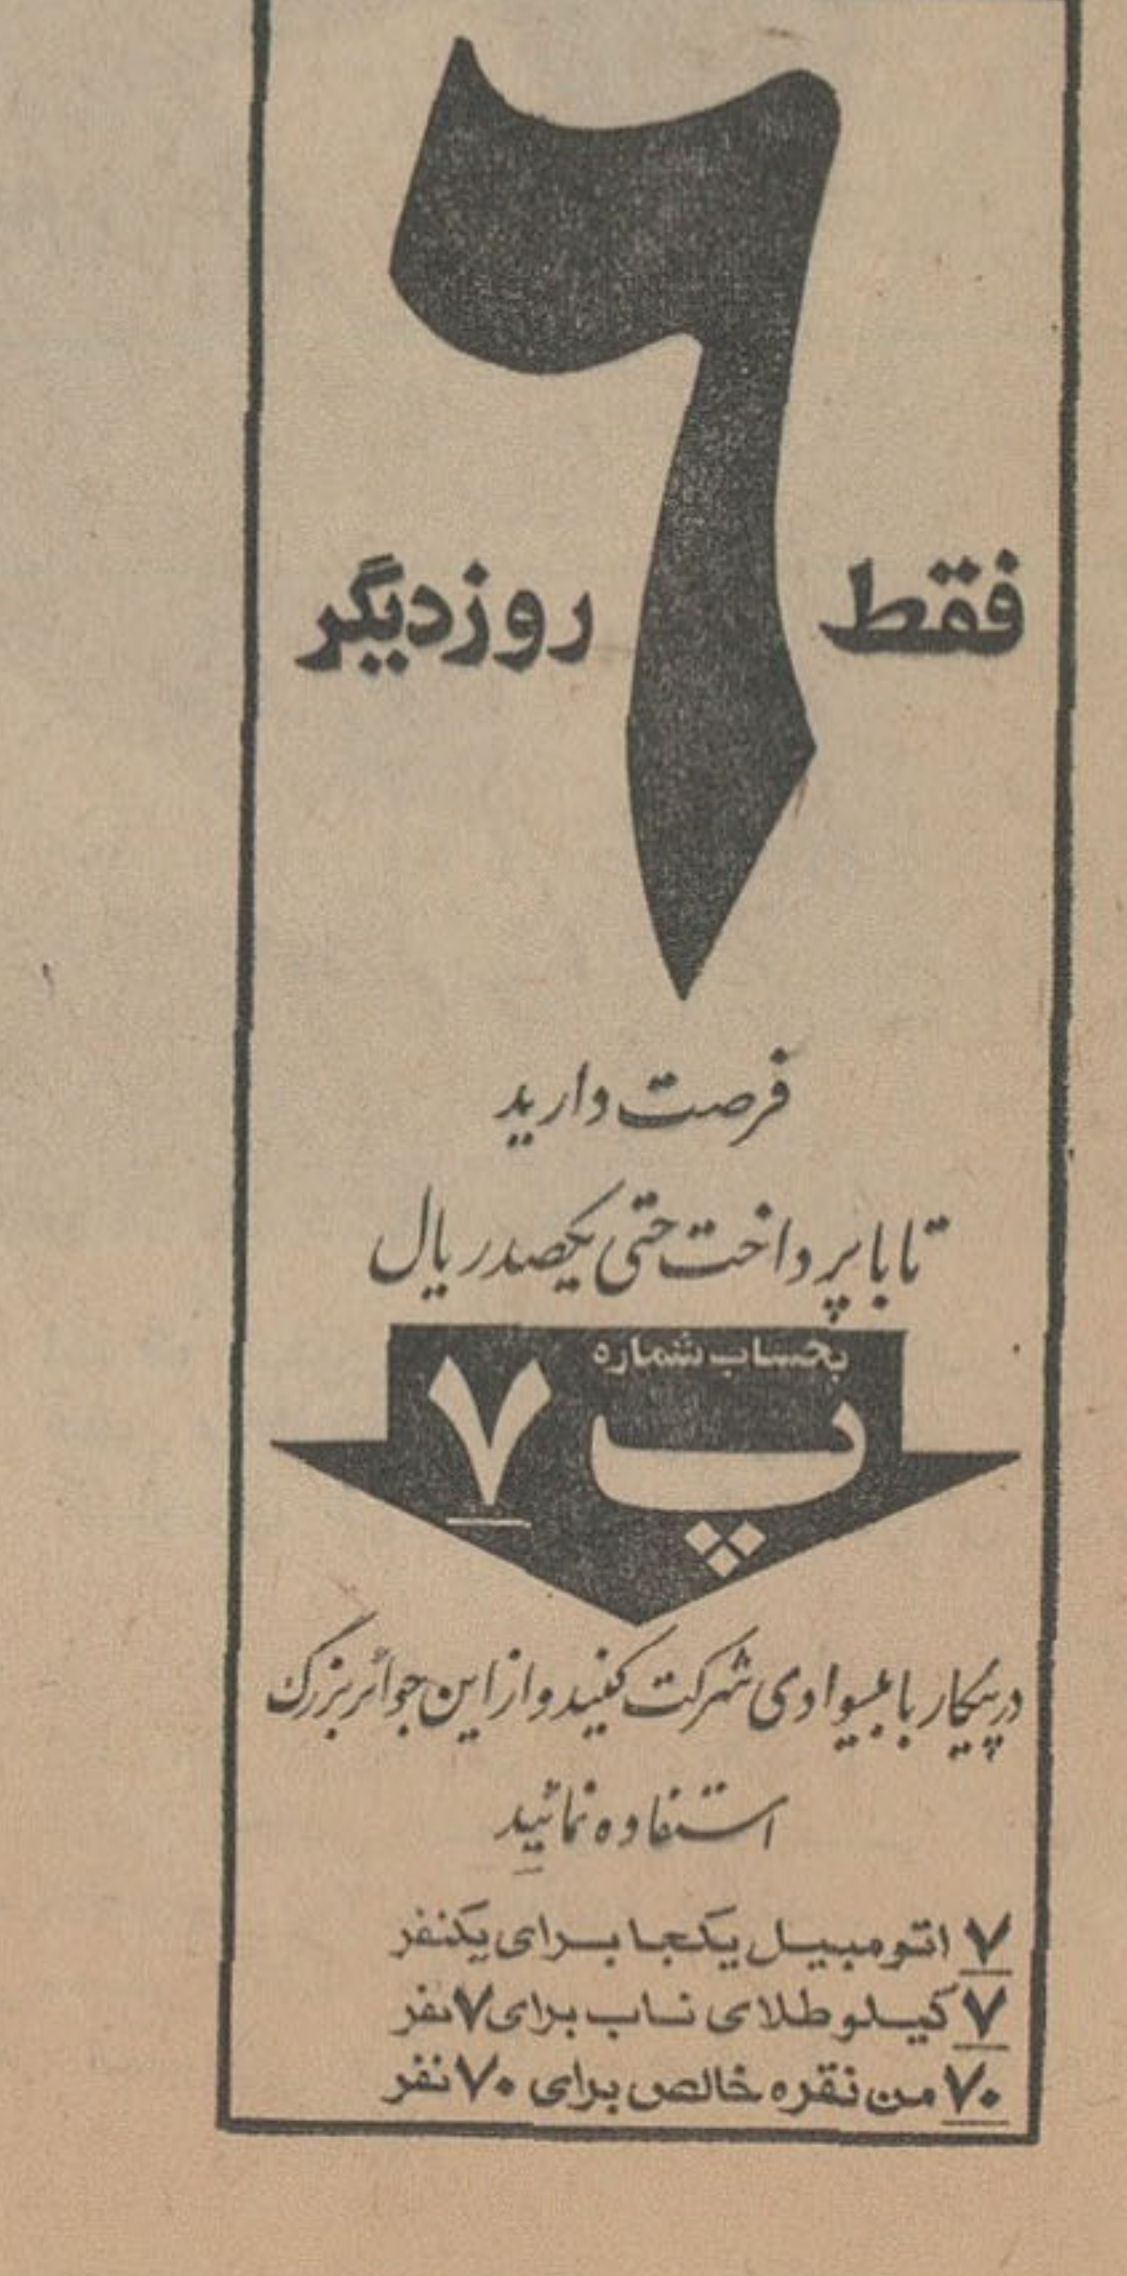 فقط ۶ روز دیگر
فرصت دارید
تا با پرداخت حتی یکصد ریال
بحساب شماره
پ ۷
در پیکار با بیسوادی شرکت کنید و از این جوائز بزرگ
استفاده نمائید
۷ اتومبیل یکجا برای یکنفر
۷ کیلو طلای ناب برای ۷ نفر
۷۰ من نقره خالص برای ۷۰ نفر